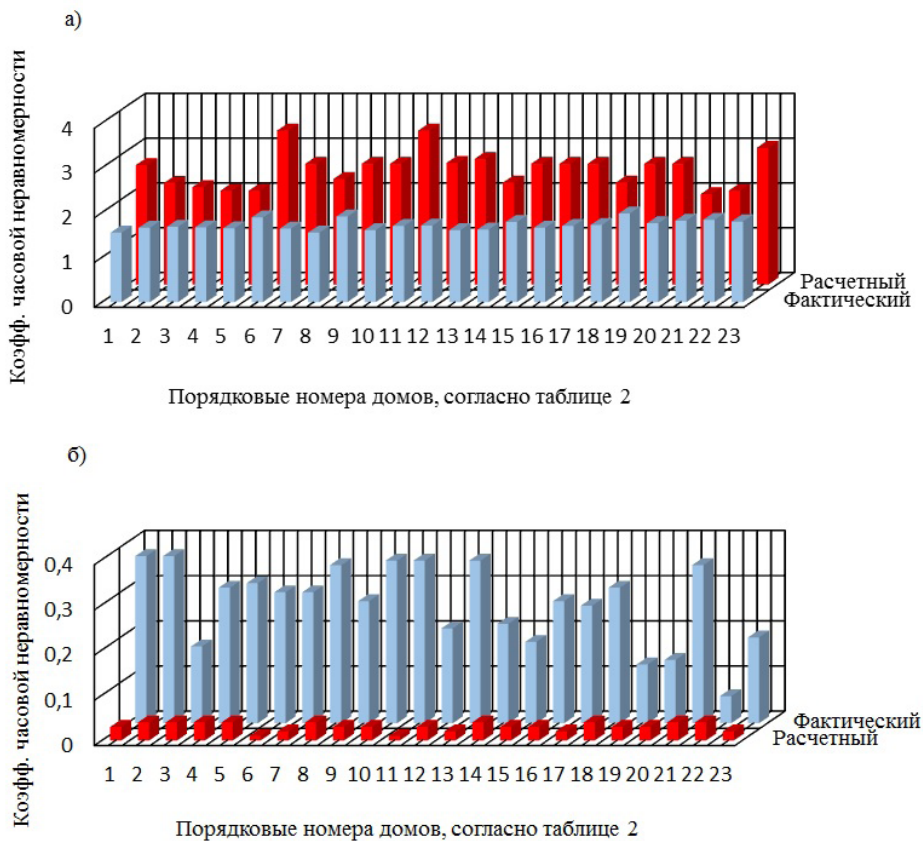 а)
Коэфф. часовой неравномерности
4
3
2
1
0
Расчетный
Фактический
1 2 3 4 5 6 7 8 9 10 11 12 13 14 15 16 17 18 19 20 21 22 23
Порядковые номера домов, согласно таблице 2
б)
Коэфф. часовой неравномерности
0,4
0,3
0,2
0,1
0
Фактический
Расчетный
1 2 3 4 5 6 7 8 9 10 11 12 13 14 15 16 17 18 19 20 21 22 23
Порядковые номера домов, согласно таблице 2